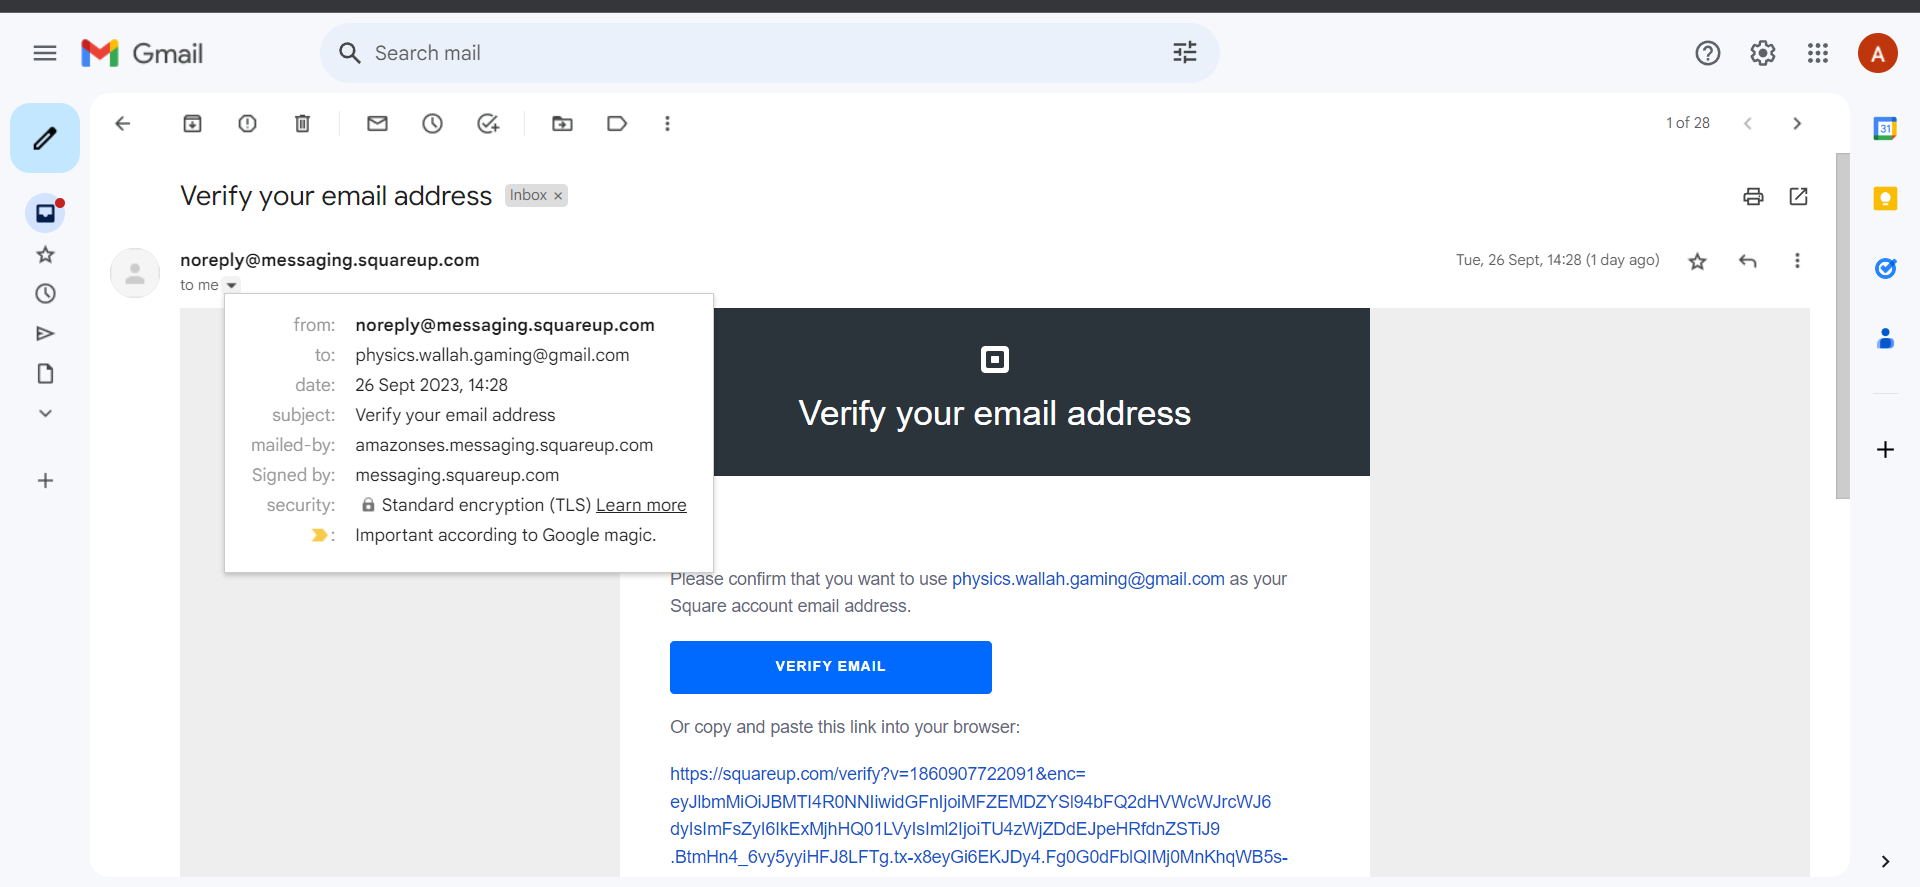 Gmail
Search mail
A
1 of 28
31
Verify your email address
Inbox ×
noreply@messaging.squareup.com
Tue, 26 Sept, 14:28 (1 day ago)
to me
from: noreply@messaging.squareup.com
to: physics.wallah.gaming@gmail.com
date: 26 Sept 2023, 14:28
subject: Verify your email address
mailed-by: amazonses.messaging.squareup.com
Signed by: messaging.squareup.com
security: Standard encryption (TLS) Learn more
: Important according to Google magic.
Verify your email address
Please confirm that you want to use physics.wallah.gaming@gmail.com as your
Square account email address.
VERIFY EMAIL
Or copy and paste this link into your browser:
https://squareup.com/verify?v=1860907722091&enc=
eyJlbmMiOiJBMTI4R0NNIiwidGFnIjoiMFZEMDZYSl94bFQ2dHVWcWJrcWJ6
dyIsImFsZyI6IkExMjhHQ01LVyIsIml2IjoiTU4zWjZDdEJpeHRfdnZSTiJ9
.BtmHn4_6vy5yyiHFJ8LFTg.tx-x8eyGi6EKJDy4.Fg0G0dFblQIMj0MnKhqWB5s-